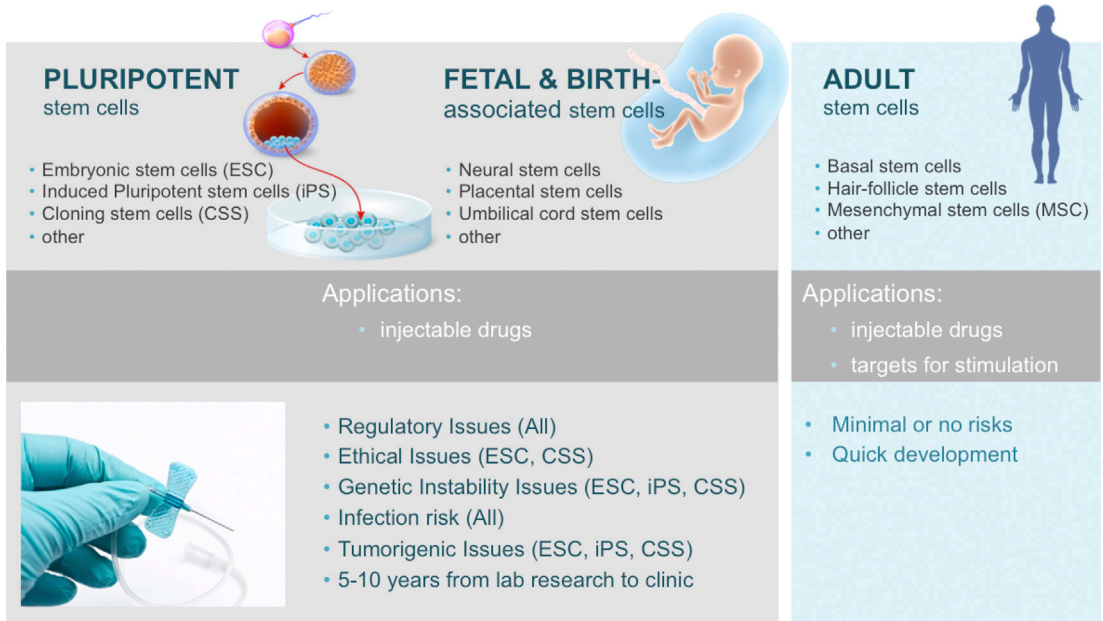 PLURIPOTENT
stem cells
• Embryonic stem cells (ESC)
• Induced Pluripotent stem cells (iPS)
• Cloning stem cells (CSS)
• other
FETAL & BIRTH-
associated stem cells
• Neural stem cells
• Placental stem cells
• Umbilical cord stem cells
• other
ADULT
stem cells
• Basal stem cells
• Hair-follicle stem cells
• Mesenchymal stem cells (MSC)
• other
Applications:
• injectable drugs
Applications:
• injectable drugs
• targets for stimulation
• Regulatory Issues (All)
• Ethical Issues (ESC, CSS)
• Genetic Instability Issues (ESC, iPS, CSS)
• Infection risk (All)
• Tumorigenic Issues (ESC, iPS, CSS)
• 5-10 years from lab research to clinic
• Minimal or no risks
• Quick development